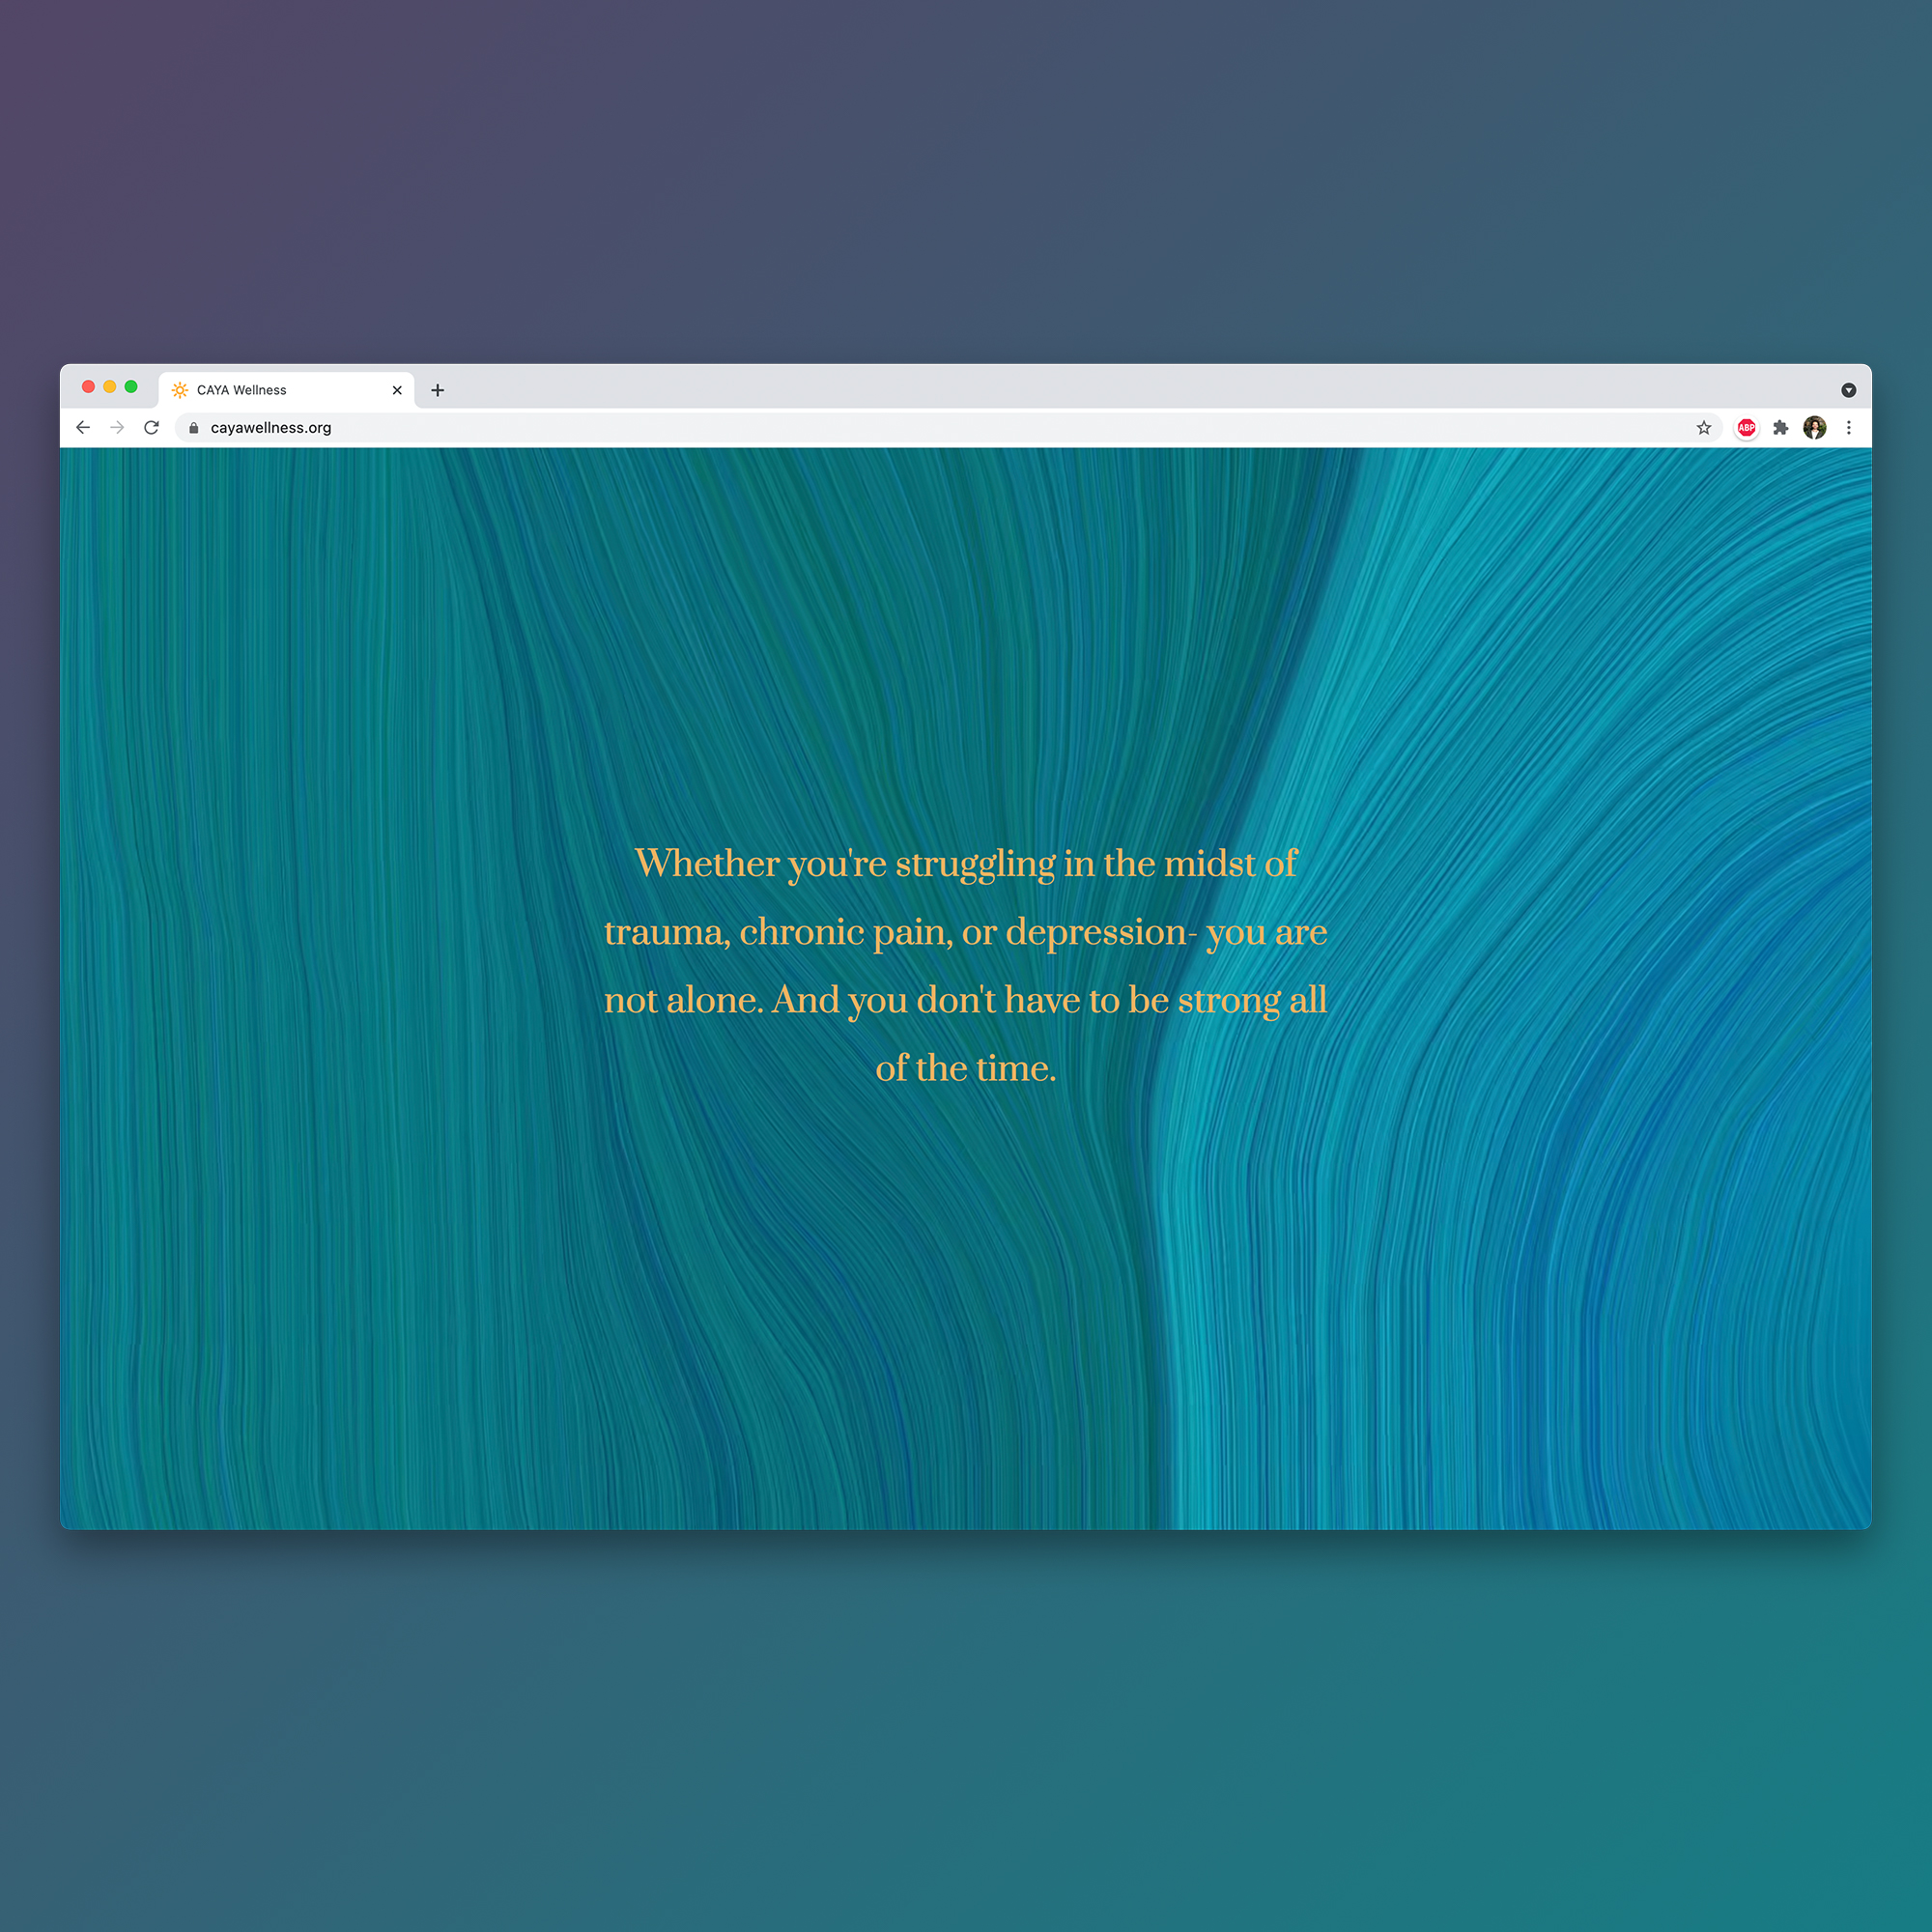 CAYA Wellness
cayawellness.org
ABP
Whether you're struggling in the midst of
trauma, chronic pain, or depression- you are
not alone. And you don't have to be strong all
of the time.